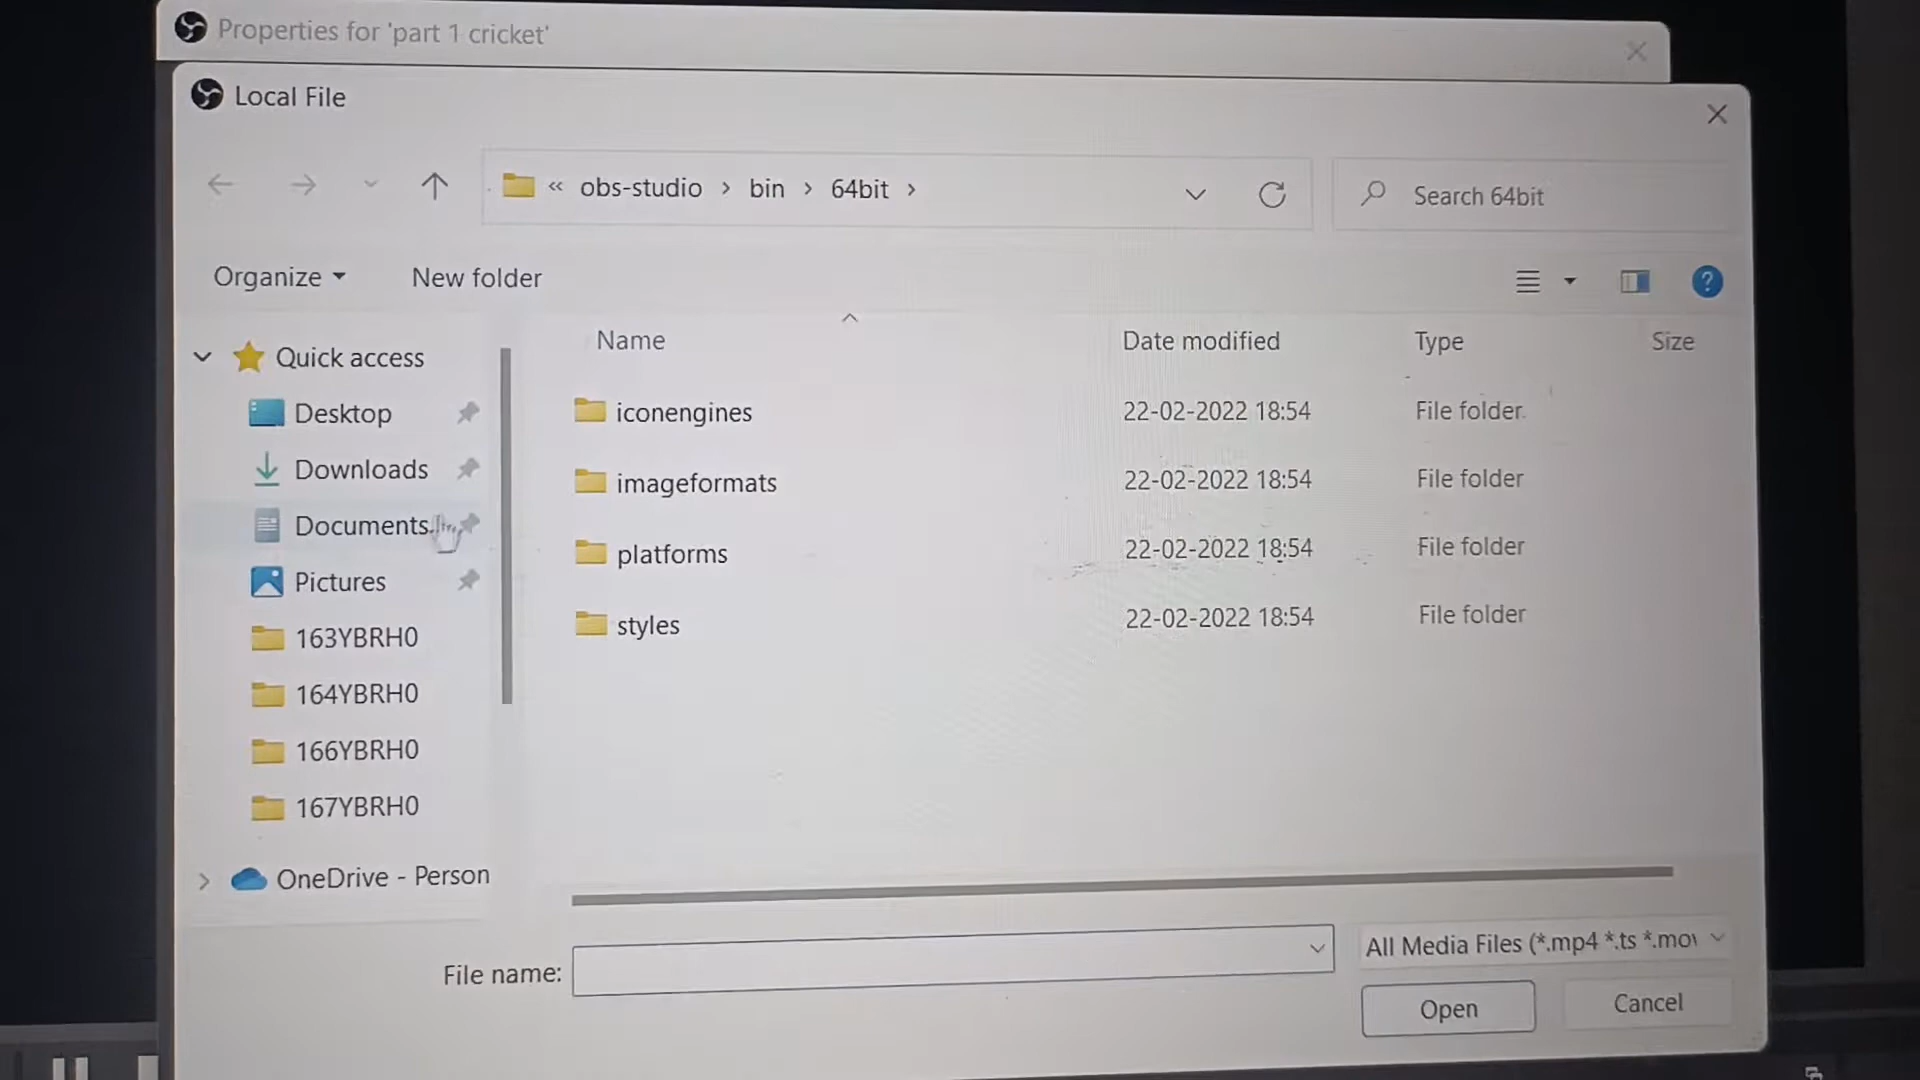 Properties for 'part 1 cricket'
Local File
« obs-studio > bin > 64bit >
Search 64bit
Organize
New folder
Name
Date modified
Type
Size
Quick access
Desktop
Downloads
Documents
Pictures
163YBRH0
164YBRH0
166YBRH0
167YBRH0
OneDrive - Person
iconengines 22-02-2022 18:54 File folder
imageformats 22-02-2022 18:54 File folder
platforms 22-02-2022 18:54 File folder
styles 22-02-2022 18:54 File folder
File name:
All Media Files (*.mp4 *.ts *.mov
Open
Cancel